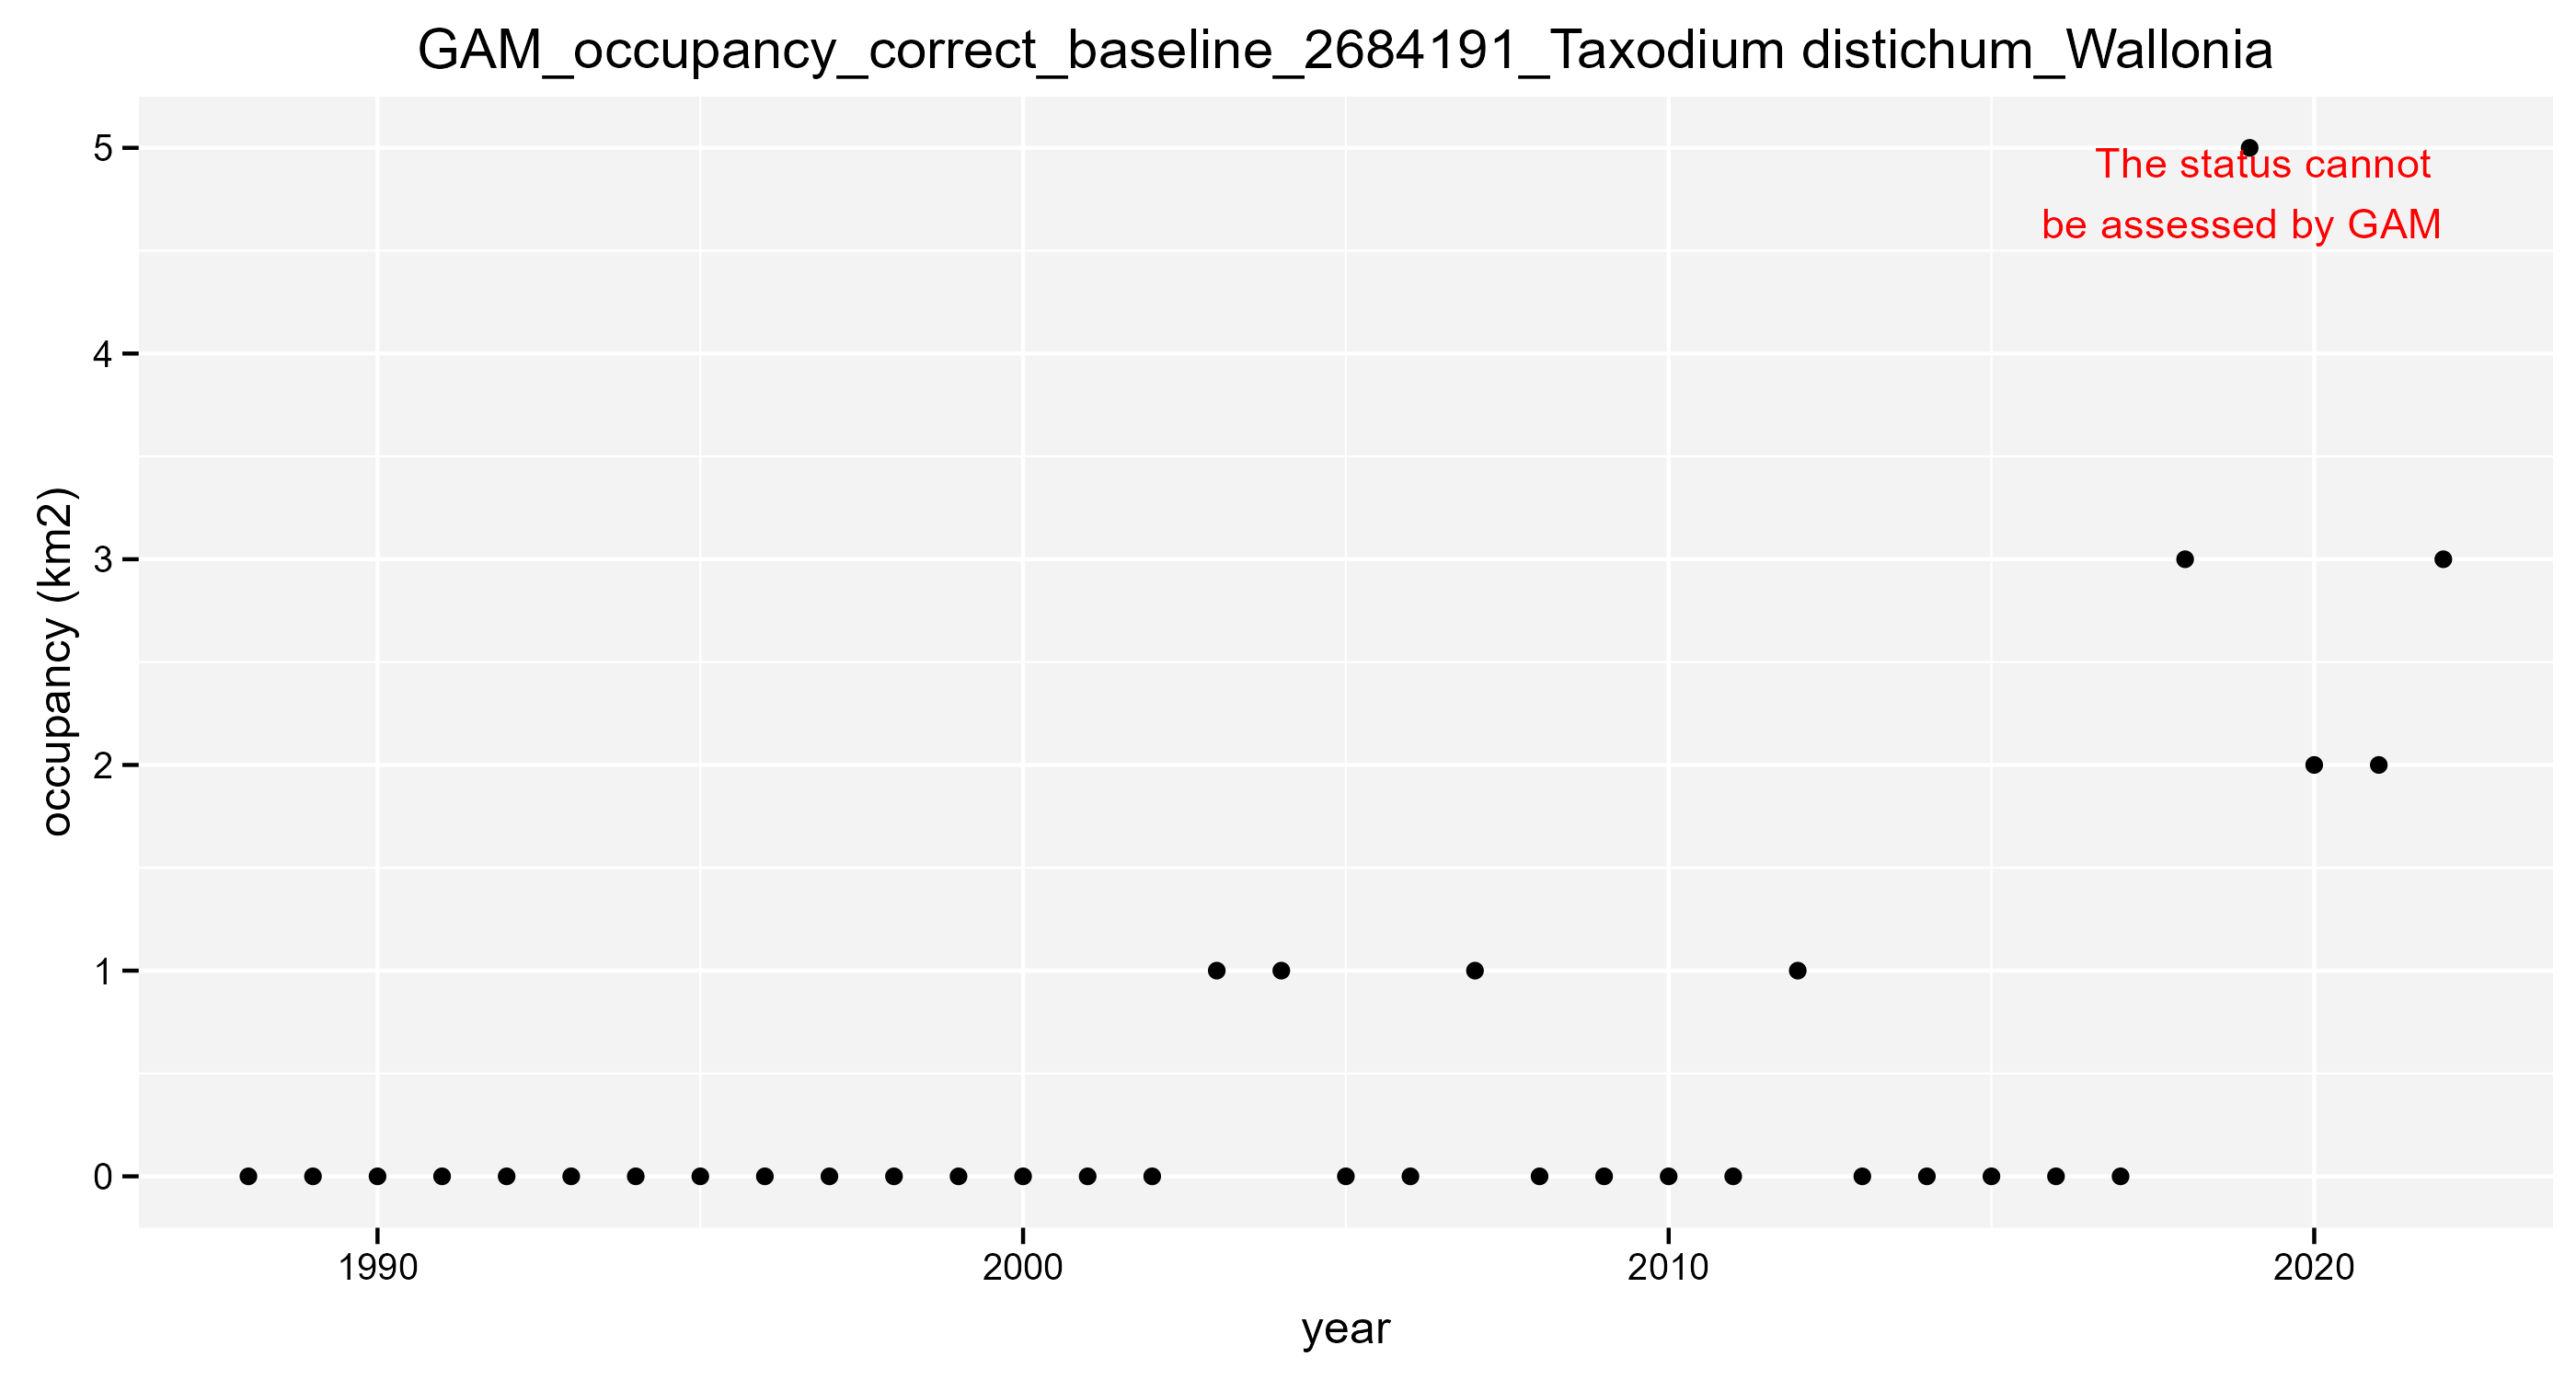 GAM_occupancy_correct_baseline_2684191_Taxodium distichum_Wallonia
The status cannot
be assessed by GAM
occupancy (km2)
5
4
3
2
1
0
1990 2000 2010 2020
year